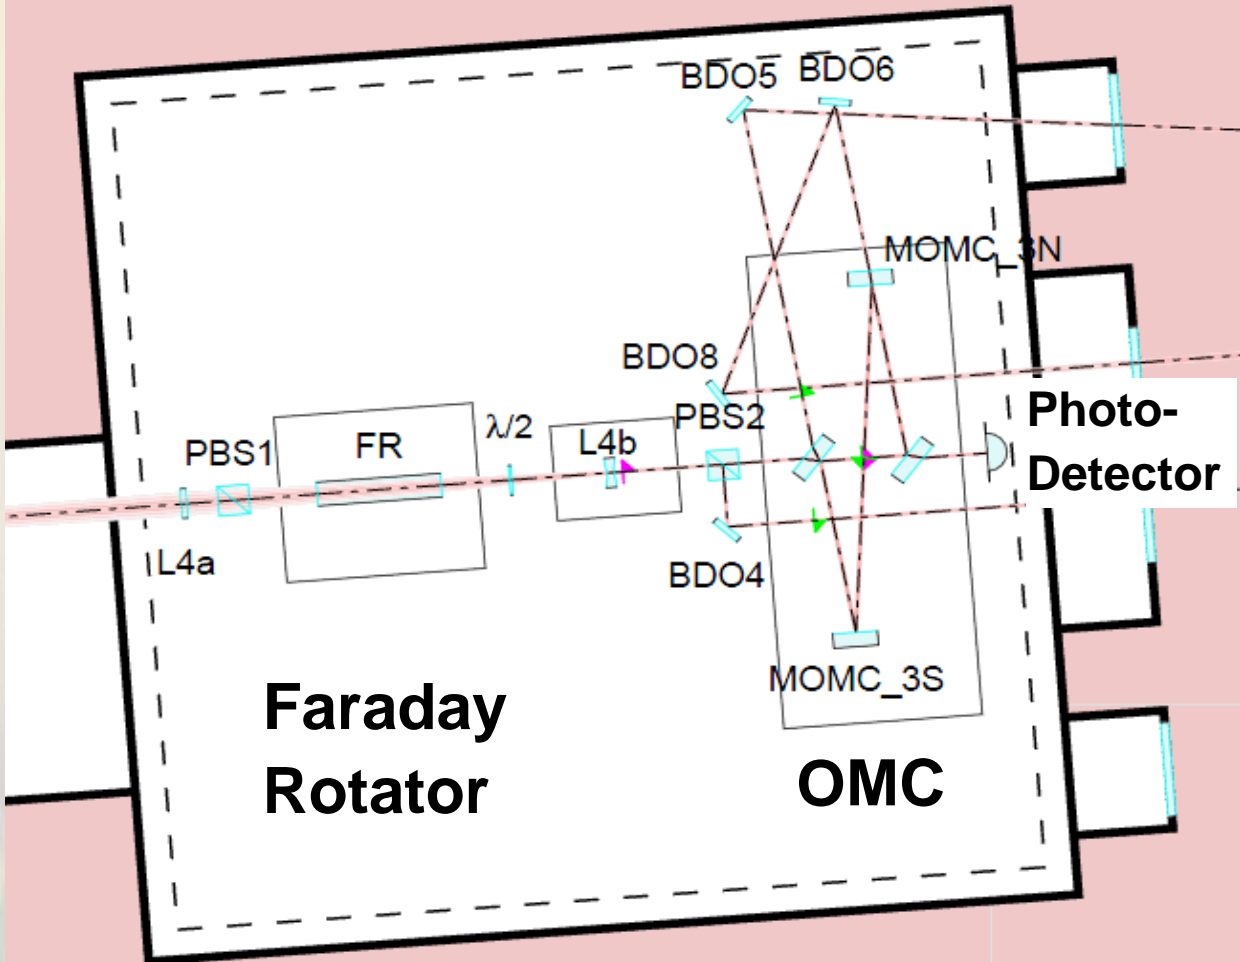 BDO5
BDO6
MOMC_3N
BDO8
Photo-
Detector
PBS2
λ/2
L4b
PBS1
FR
L4a
BDO4
MOMC_3S
Faraday
Rotator
OMC